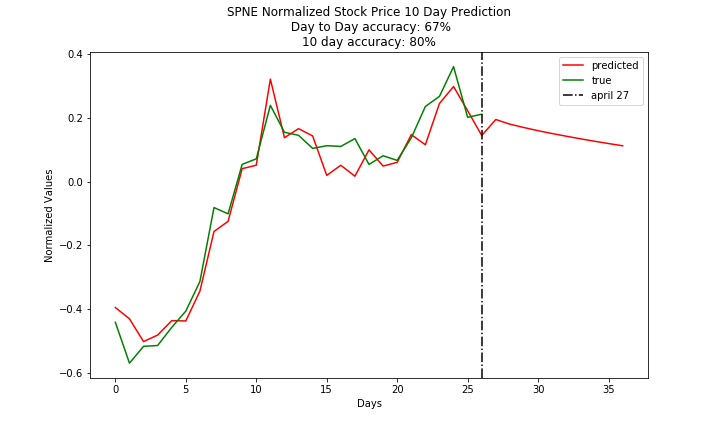 SPNE Normalized Stock Price 10 Day Prediction
Day to Day accuracy: 67%
10 day accuracy: 80%
predicted
true
april 27
Normalized Values
0.4
0.2
0.0
−0.2
−0.4
−0.6
0 5 10 15 20 25 30 35
Days